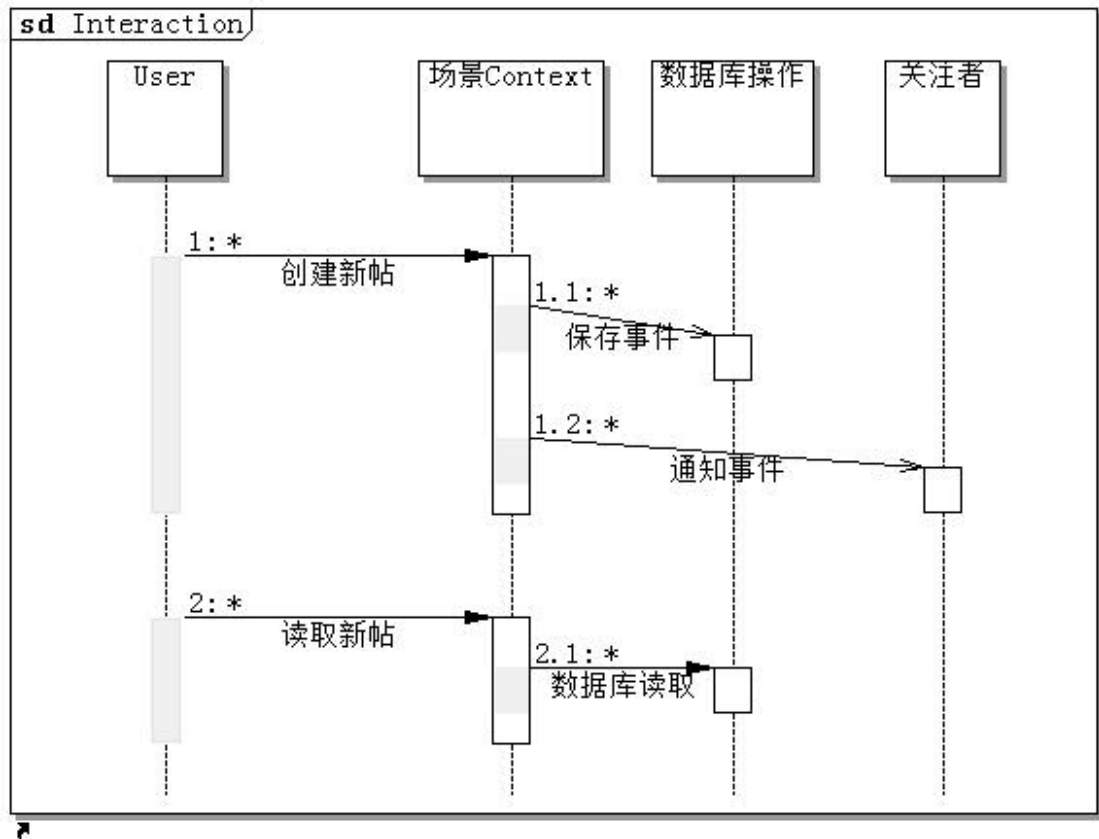 sd Interaction
User
场景Context
数据库操作
关注者
1: *
创建新帖
1.1: *
保存事件
1.2: *
通知事件
2: *
读取新帖
2.1: *
数据库读取